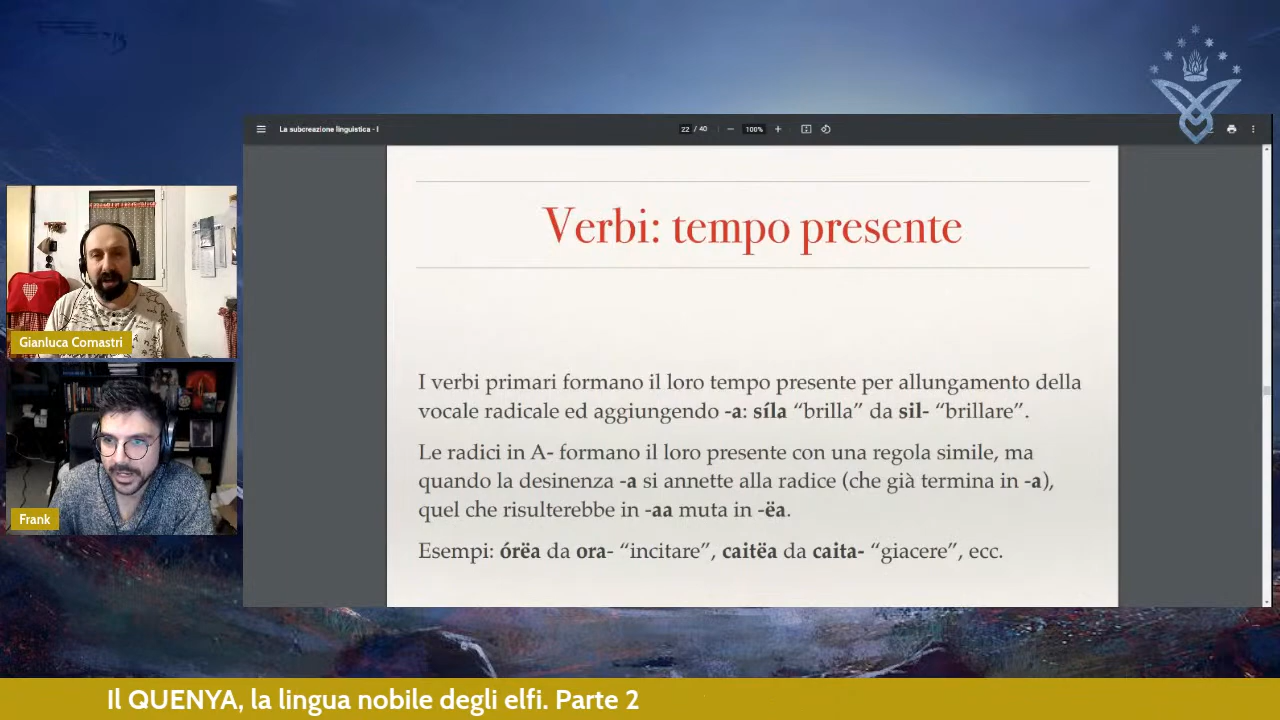 La subcreazione linguistica - I
22 / 40
100%
Verbi: tempo presente
I verbi primari formano il loro tempo presente per allungamento della
vocale radicale ed aggiungendo -a: síla “brilla” da sil- “brillare”.
Le radici in A- formano il loro presente con una regola simile, ma
quando la desinenza -a si annette alla radice (che già termina in -a),
quel che risulterebbe in -aa muta in -ëa.
Esempi: órëa da ora- “incitare”, caitëa da caita- “giacere”, ecc.
Gianluca Comastri
Frank
Il QUENYA, la lingua nobile degli elfi. Parte 2